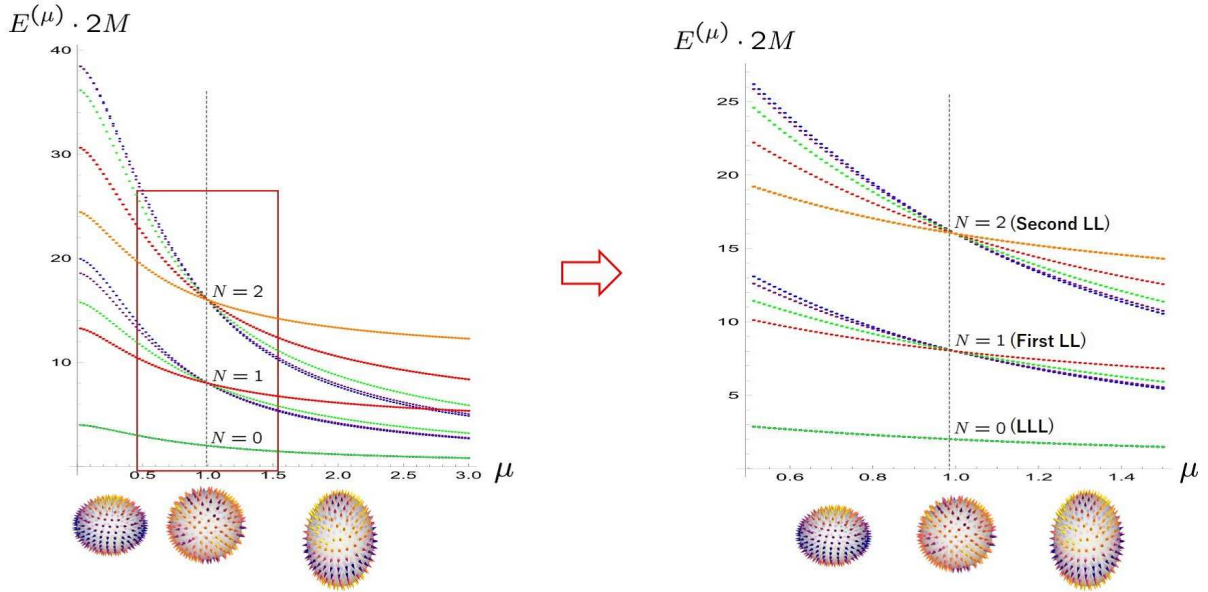 E^(μ) · 2M
40
30
20
10
N = 2
N = 1
N = 0
0.5 1.0 1.5 2.0 2.5 3.0 μ
E^(μ) · 2M
25
20
15
10
5
N = 2 (Second LL)
N = 1 (First LL)
N = 0 (LLL)
0.6 0.8 1.0 1.2 1.4 μ